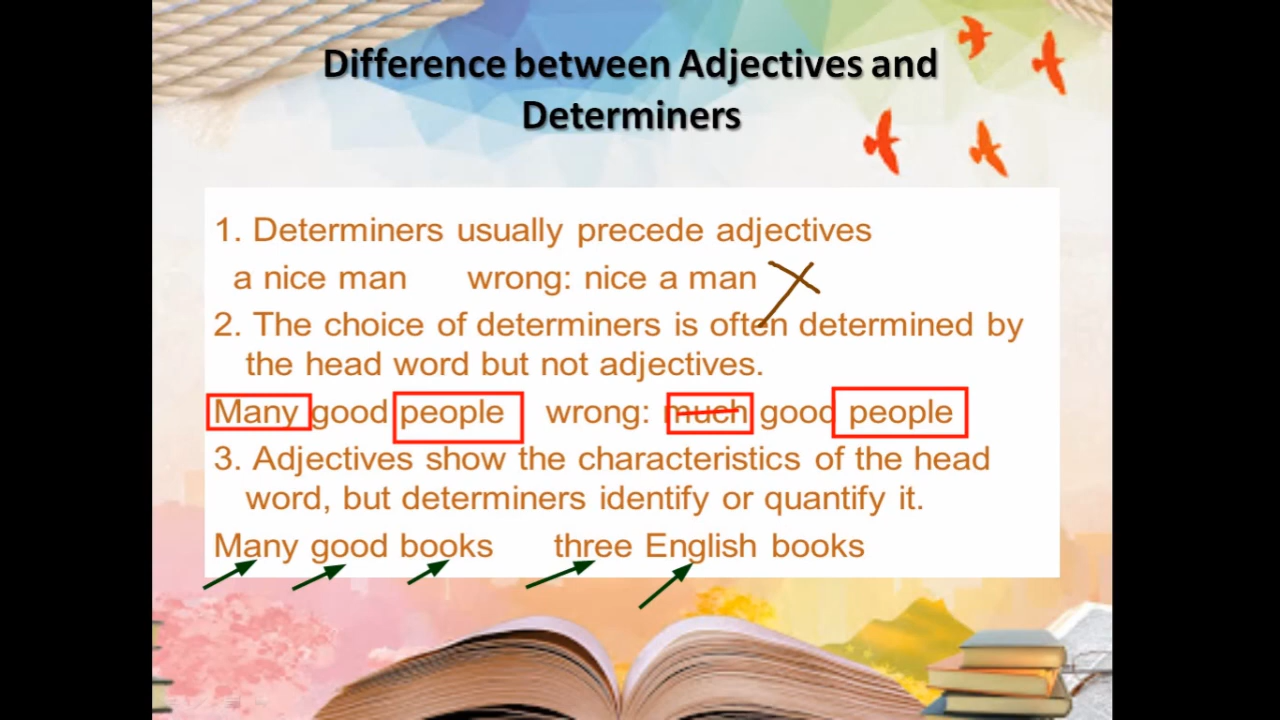 Difference between Adjectives and
Determiners
1. Determiners usually precede adjectives
a nice man wrong: nice a man
2. The choice of determiners is often determined by
the head word but not adjectives.
Many good people wrong: much good people
3. Adjectives show the characteristics of the head
word, but determiners identify or quantify it.
Many good books three English books